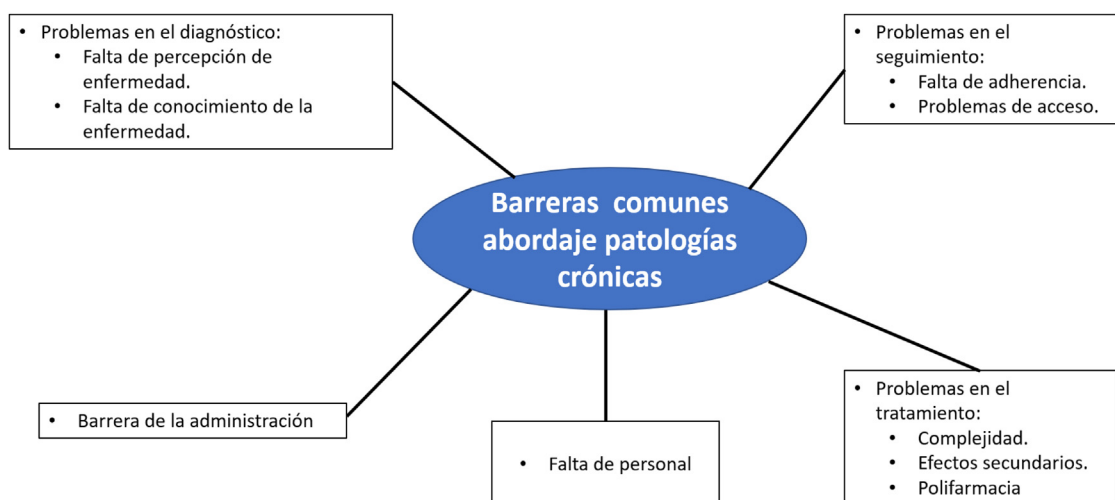 • Problemas en el diagnóstico:
• Falta de percepción de
enfermedad.
• Falta de conocimiento de la
enfermedad.
• Problemas en el
seguimiento:
• Falta de adherencia.
• Problemas de acceso.
Barreras comunes
abordaje patologías
crónicas
• Barrera de la administración
• Falta de personal
• Problemas en el
tratamiento:
• Complejidad.
• Efectos secundarios.
• Polifarmacia